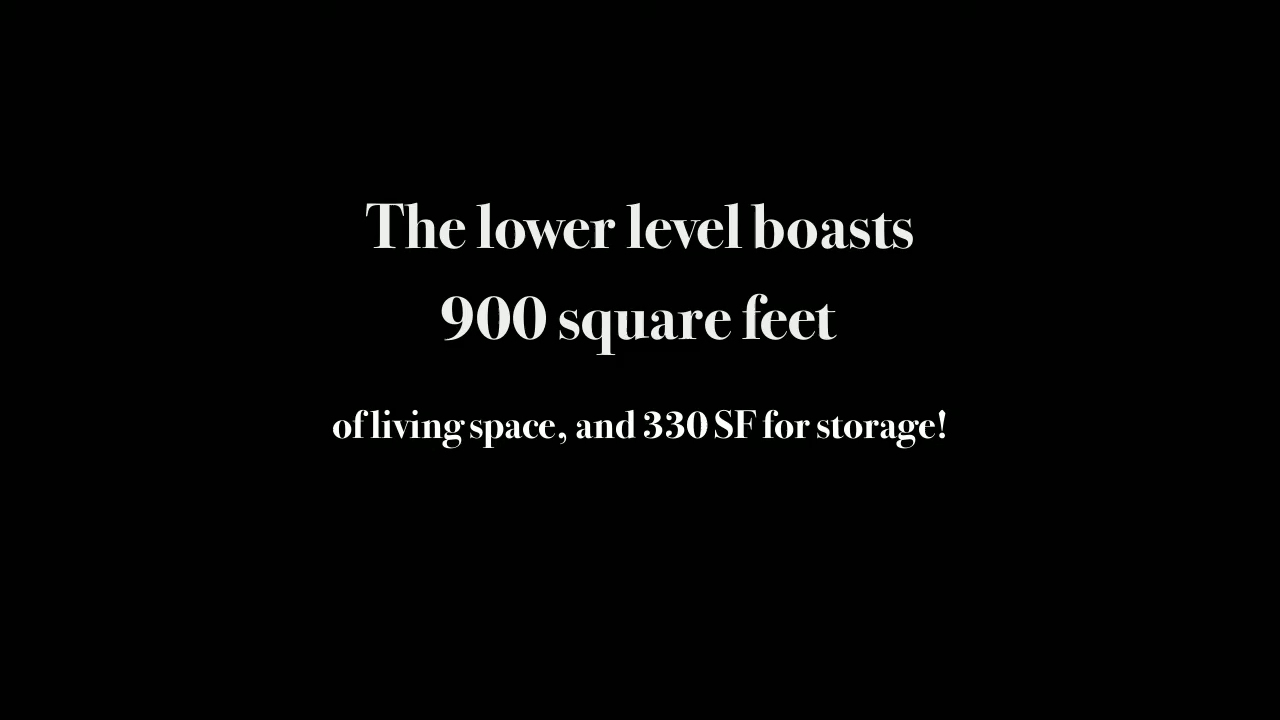 The lower level boasts
900 square feet
of living space, and 330 SF for storage!